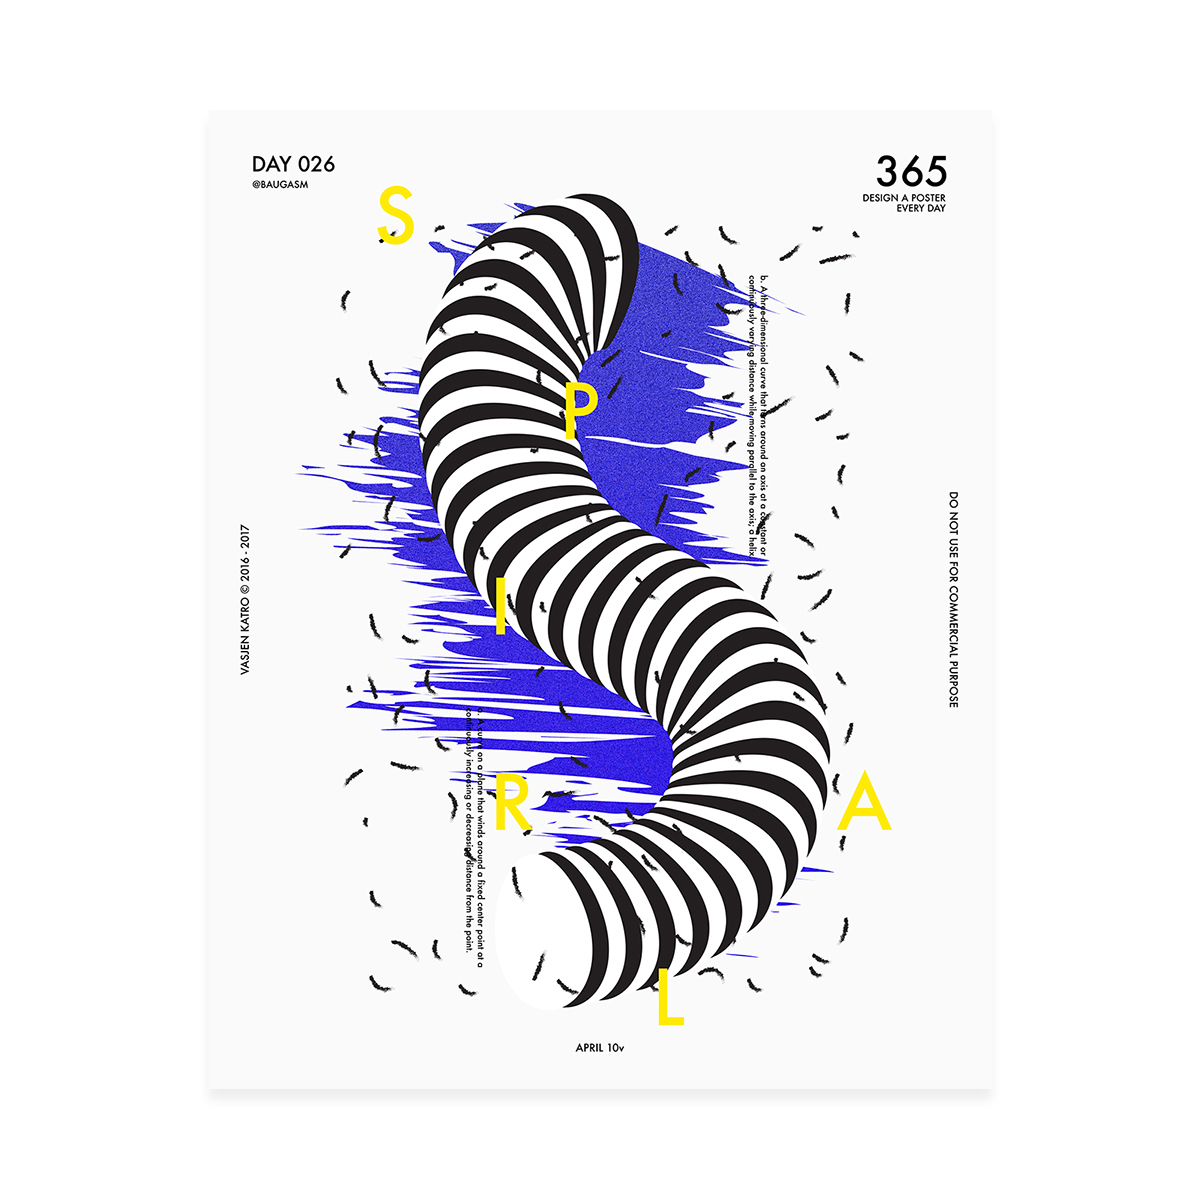 DAY 026
@BAUGASM
365
DESIGN A POSTER
EVERY DAY
S
P
I
R
A
L
b. A three-dimensional curve that turns around an axis at a constant or
continuously varying distance while moving parallel to the axis; a helix.
a. A curve on a plane that winds around a fixed center point at a
continuously increasing or decreasing distance from the point.
VASJEN KATRO © 2016 - 2017
DO NOT USE FOR COMMERCIAL PURPOSE
APRIL 10v